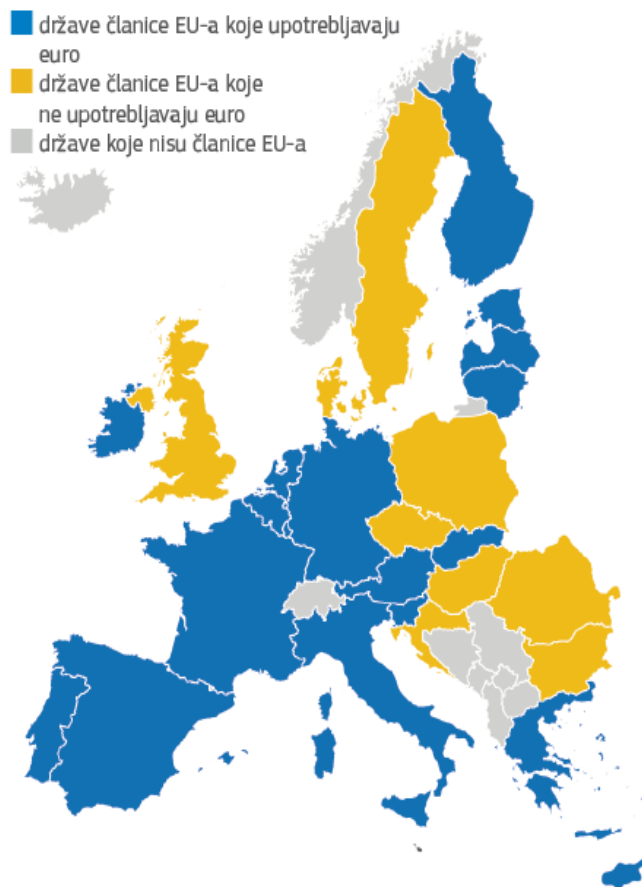 države članice EU-a koje upotrebljavaju
euro
države članice EU-a koje
ne upotrebljavaju euro
države koje nisu članice EU-a